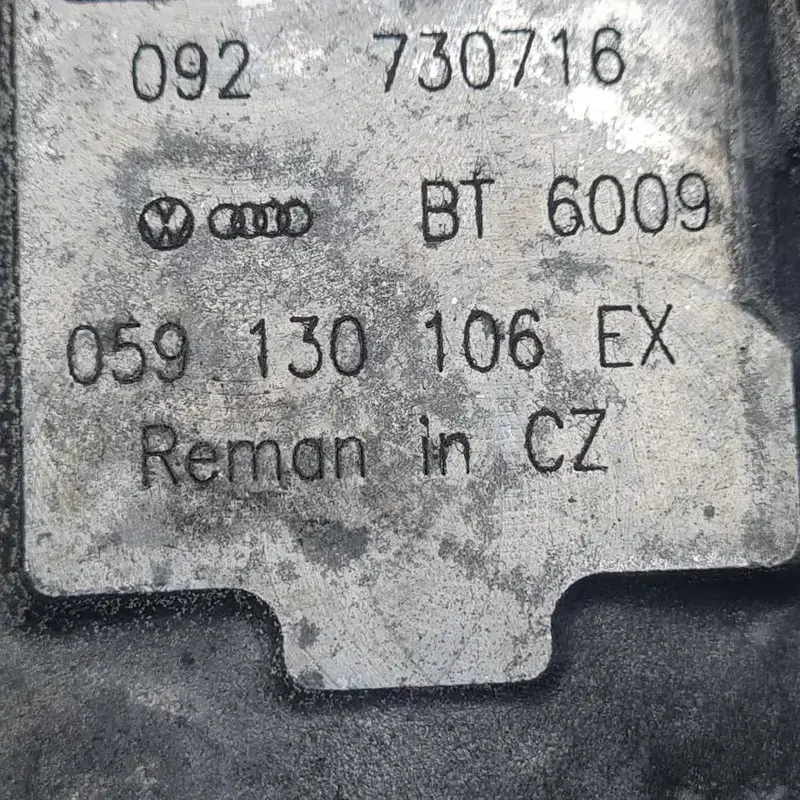 092 730716
BT 6009
059 130 106 EX
Reman in CZ